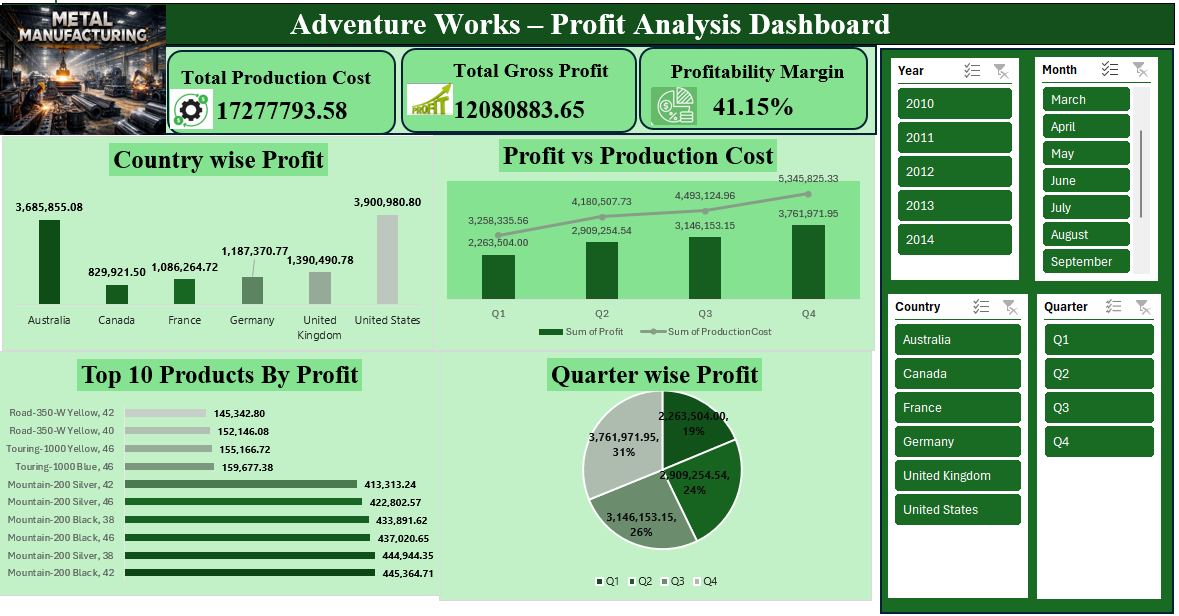 METAL
MANUFACTURING
Adventure Works – Profit Analysis Dashboard
Total Production Cost
17277793.58
Total Gross Profit
PROFIT
12080883.65
Profitability Margin
41.15%
Country wise Profit
3,685,855.08
829,921.50
1,086,264.72
1,187,370.77
1,390,490.78
3,900,980.80
Australia
Canada
France
Germany
United
Kingdom
United States
Profit vs Production Cost
3,258,335.56
4,180,507.73
4,493,124.96
5,345,825.33
2,263,504.00
2,909,254.54
3,146,153.15
3,761,971.95
Q1
Q2
Q3
Q4
Sum of Profit
Sum of ProductionCost
Top 10 Products By Profit
Road-350-W Yellow, 42
145,342.80
Road-350-W Yellow, 40
152,146.08
Touring-1000 Yellow, 46
155,166.72
Touring-1000 Blue, 46
159,677.38
Mountain-200 Silver, 42
413,313.24
Mountain-200 Silver, 46
422,802.57
Mountain-200 Black, 38
433,891.62
Mountain-200 Black, 46
437,020.65
Mountain-200 Silver, 38
444,944.35
Mountain-200 Black, 42
445,364.71
Quarter wise Profit
2,263,504.00,
19%
2,909,254.54,
24%
3,146,153.15,
26%
3,761,971.95,
31%
Q1
Q2
Q3
Q4
Year
2010
2011
2012
2013
2014
Month
March
April
May
June
July
August
September
Country
Australia
Canada
France
Germany
United Kingdom
United States
Quarter
Q1
Q2
Q3
Q4